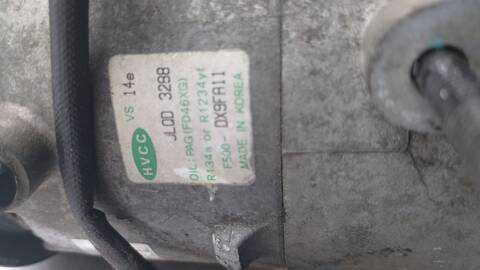 HVCC VS 14e
JL0D 3288
OIL: PAG(FD46XG)
R134a or R1234yf
F500-DX9FA11
MADE IN KOREA